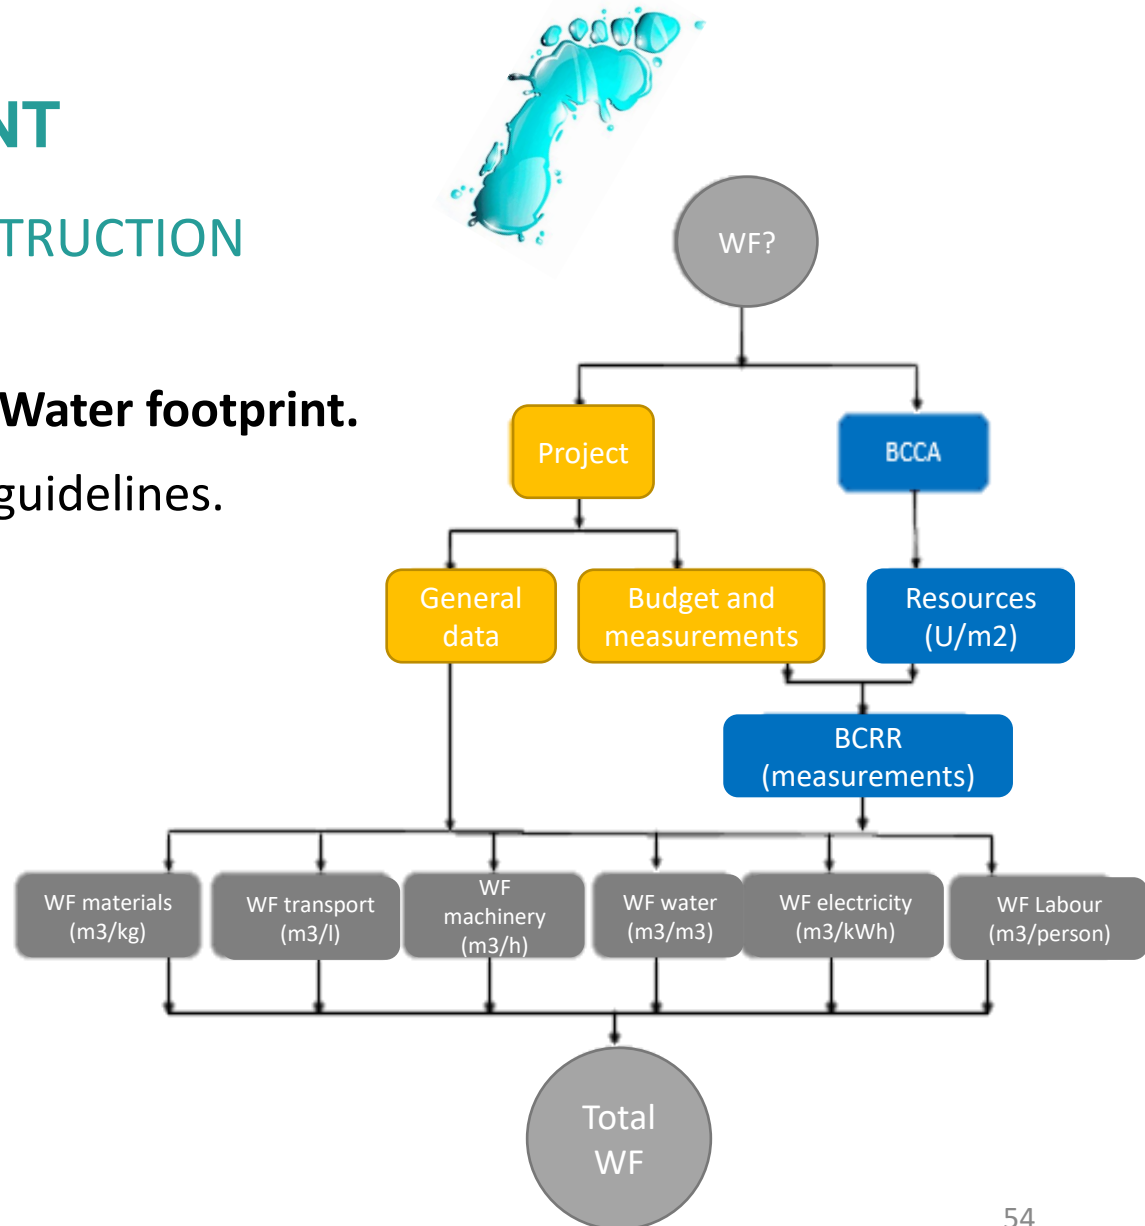 NT
TRUCTION
WF?
Water footprint.
Project
BCCA
guidelines.
General
data
Budget and
measurements
Resources
(U/m2)
BCRR
(measurements)
WF materials
(m3/kg)
WF transport
(m3/l)
WF
machinery
(m3/h)
WF water
(m3/m3)
WF electricity
(m3/kWh)
WF Labour
(m3/person)
Total
WF
54